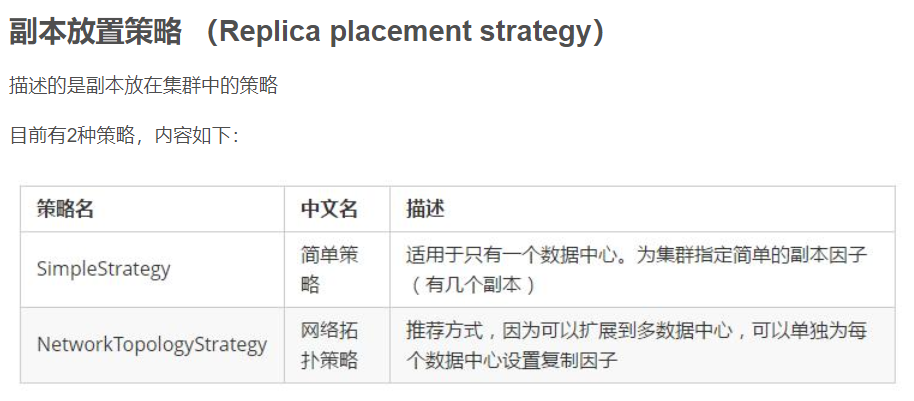 副本放置策略 （Replica placement strategy）
描述的是副本放在集群中的策略
目前有2种策略，内容如下：
策略名 中文名 描述
SimpleStrategy
简单策
略
适用于只有一个数据中心。为集群指定简单的副本因子
（有几个副本）
NetworkTopologyStrategy
网络拓
扑策略
推荐方式，因为可以扩展到多数据中心，可以单独为每
个数据中心设置复制因子